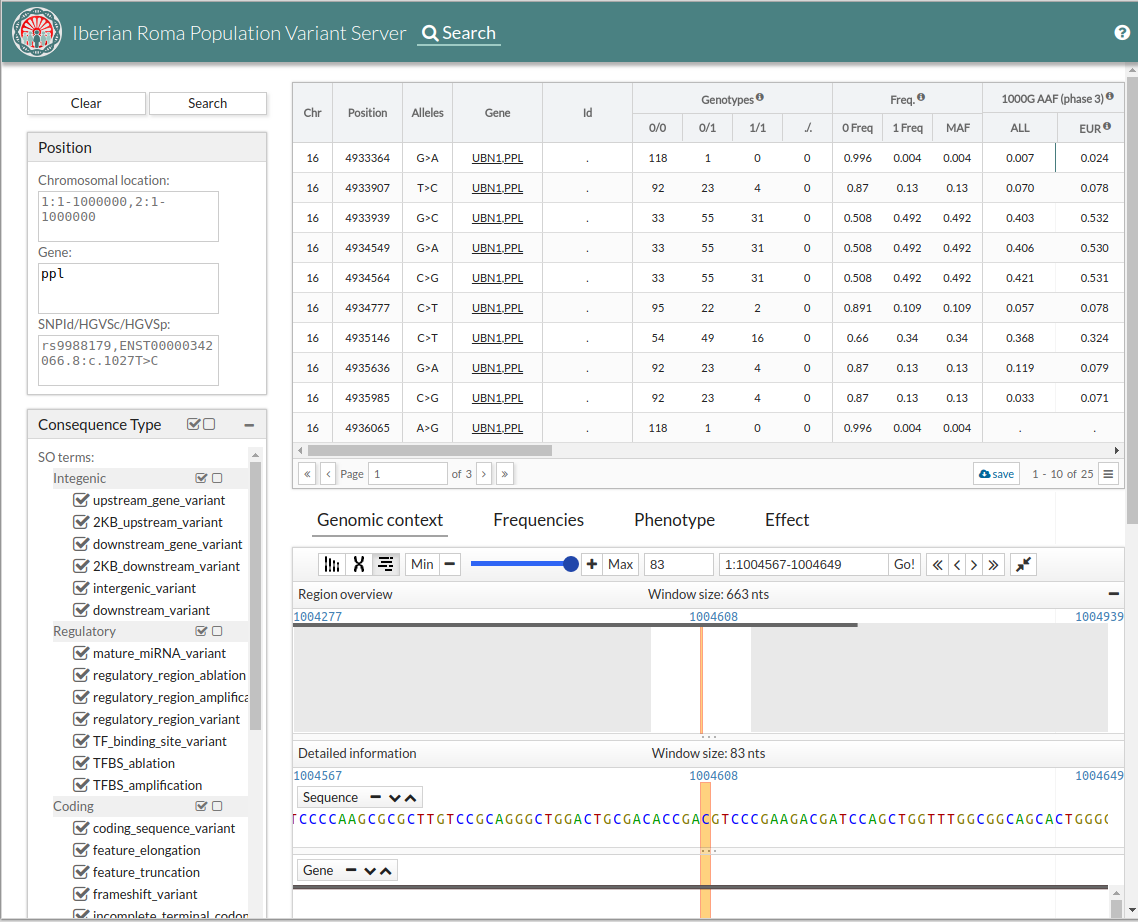 Iberian Roma Population Variant Server Search ?
Clear Search
Position
Chromosomal location:
1:1-1000000,2:1-
1000000
Gene:
ppl
SNPId/HGVSc/HGVSp:
rs9988179,ENST00000342
066.8:c.1027T>C
Consequence Type
SO terms:
Integenic
upstream_gene_variant
2KB_upstream_variant
downstream_gene_variant
2KB_downstream_variant
intergenic_variant
downstream_variant
Regulatory
mature_miRNA_variant
regulatory_region_ablation
regulatory_region_amplifica
regulatory_region_variant
TF_binding_site_variant
TFBS_ablation
TFBS_amplification
Coding
coding_sequence_variant
feature_elongation
feature_truncation
frameshift_variant
incomplete_terminal_codon
Chr Position Alleles Gene Id Genotypes Freq. 1000G AAF (phase 3)
0/0 0/1 1/1 ./. 0 Freq 1 Freq MAF ALL EUR
16 4933364 G>A UBN1,PPL . 118 1 0 0 0.996 0.004 0.004 0.007 0.024
16 4933907 T>C UBN1,PPL . 92 23 4 0 0.87 0.13 0.13 0.070 0.078
16 4933939 G>C UBN1,PPL . 33 55 31 0 0.508 0.492 0.492 0.403 0.532
16 4934549 G>A UBN1,PPL . 33 55 31 0 0.508 0.492 0.492 0.406 0.530
16 4934564 C>G UBN1,PPL . 33 55 31 0 0.508 0.492 0.492 0.421 0.531
16 4934777 C>T UBN1,PPL . 95 22 2 0 0.891 0.109 0.109 0.057 0.078
16 4935146 C>T UBN1,PPL . 54 49 16 0 0.66 0.34 0.34 0.368 0.324
16 4935636 G>A UBN1,PPL . 92 23 4 0 0.87 0.13 0.13 0.119 0.079
16 4935985 C>G UBN1,PPL . 92 23 4 0 0.87 0.13 0.13 0.033 0.071
16 4936065 A>G UBN1,PPL . 118 1 0 0 0.996 0.004 0.004 . .
« ‹ Page 1 of 3 › » save 1 - 10 of 25
Genomic context Frequencies Phenotype Effect
Min Max 83 1:1004567-1004649 Go!
Region overview Window size: 663 nts
1004277 1004608 1004939
Detailed information Window size: 83 nts
1004567 1004608 1004649
Sequence
TCCCCAAGCGCGCTTGTCCGCAGGGCTGGACTGCGACACCGACGTCCCGAAGACGATCCAGCTGGTTTGGCGGCAGCACTGGGG
Gene